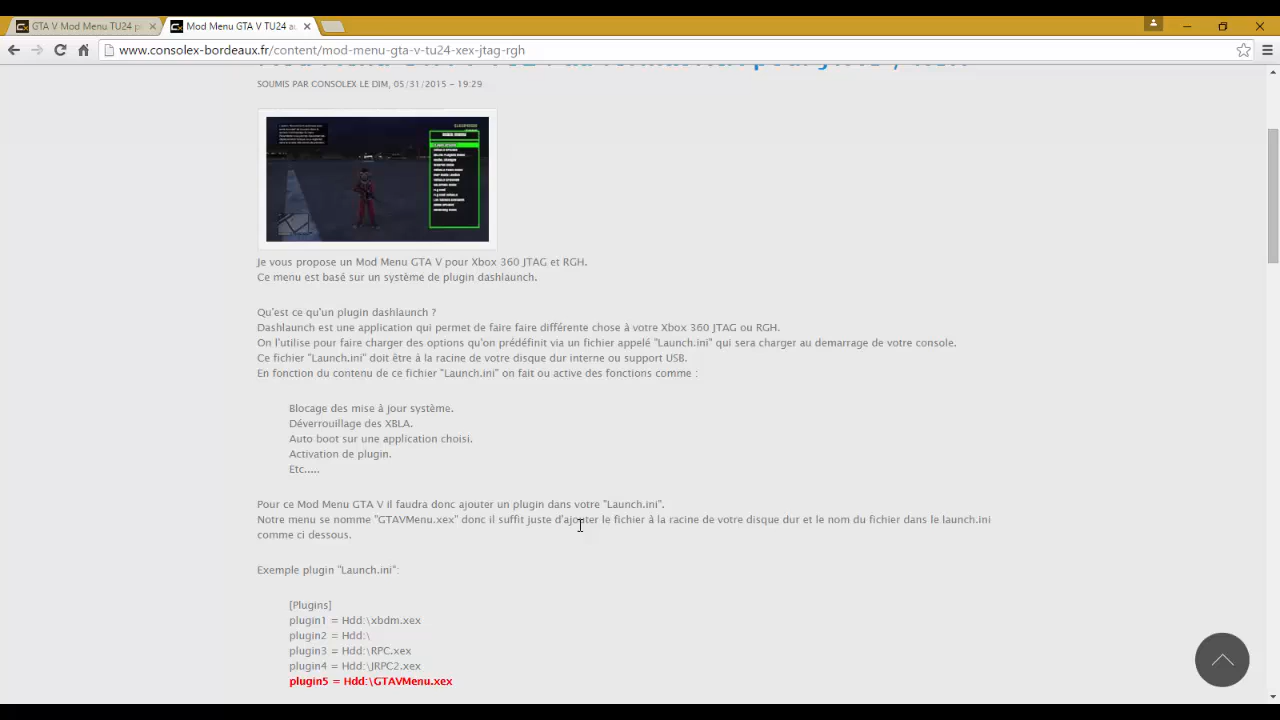 GTA V Mod Menu TU24
Mod Menu GTA V TU24 au
www.consolex-bordeaux.fr/content/mod-menu-gta-v-tu24-xex-jtag-rgh
SOUMIS PAR CONSOLEX LE DIM, 05/31/2015 – 19:29
Je vous propose un Mod Menu GTA V pour Xbox 360 JTAG et RGH.
Ce menu est basé sur un système de plugin dashlaunch.
Qu'est ce qu'un plugin dashlaunch ?
Dashlaunch est une application qui permet de faire faire différente chose à votre Xbox 360 JTAG ou RGH.
On l'utilise pour faire charger des options qu'on prédéfinit via un fichier appelé "Launch.ini" qui sera charger au demarrage de votre console.
Ce fichier "Launch.ini" doit être à la racine de votre disque dur interne ou support USB.
En fonction du contenu de ce fichier "Launch.ini" on fait ou active des fonctions comme :
Blocage des mise à jour système.
Déverrouillage des XBLA.
Auto boot sur une application choisi.
Activation de plugin.
Etc.....
Pour ce Mod Menu GTA V il faudra donc ajouter un plugin dans votre "Launch.ini".
Notre menu se nomme "GTAVMenu.xex" donc il suffit juste d'ajouter le fichier à la racine de votre disque dur et le nom du fichier dans le launch.ini
comme ci dessous.
Exemple plugin "Launch.ini":
[Plugins]
plugin1 = Hdd:\xbdm.xex
plugin2 = Hdd:\
plugin3 = Hdd:\RPC.xex
plugin4 = Hdd:\JRPC2.xex
plugin5 = Hdd:\GTAVMenu.xex